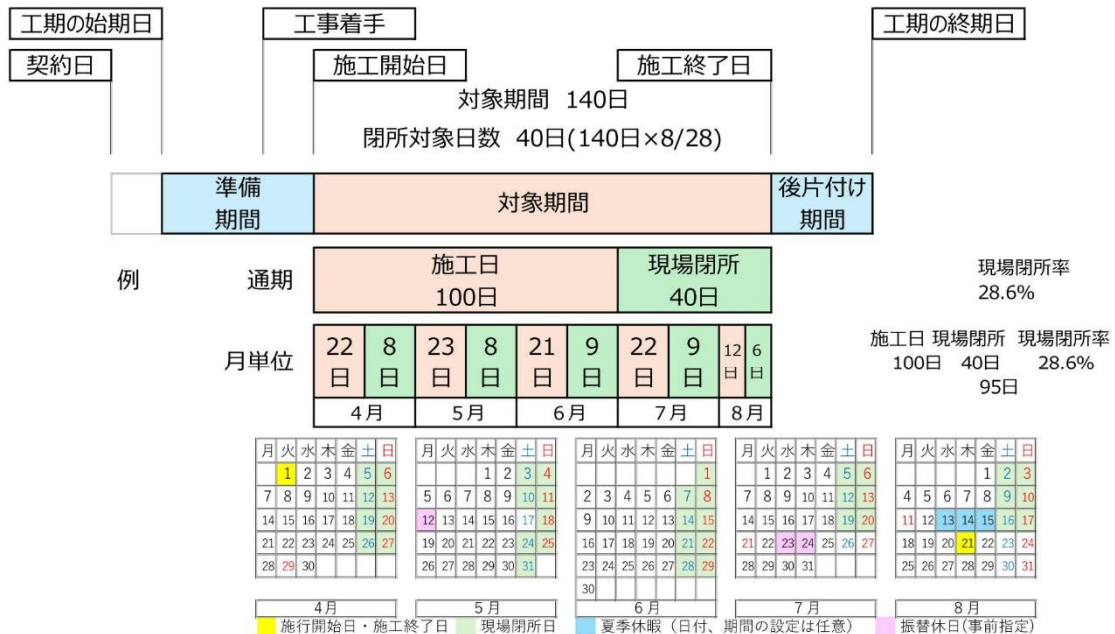 工期の始期日 工事着手 工期の終期日
契約日 施工開始日 施工終了日
対象期間 140日
閉所対象日数 40日(140日×8/28)
準備
期間
対象期間
後片付け
期間
例 通期
施工日
100日
現場閉所
40日
現場閉所率
28.6%
月単位
22日 8日 23日 8日 21日 9日 22日 9日 12日 6日
4月 5月 6月 7月 8月
施工日 現場閉所 現場閉所率
100日 40日 28.6%
95日
月 火 水 木 金 土 日
1 2 3 4 5 6
7 8 9 10 11 12 13
14 15 16 17 18 19 20
21 22 23 24 25 26 27
28 29 30
4月
月 火 水 木 金 土 日
1 2 3 4
5 6 7 8 9 10 11
12 13 14 15 16 17 18
19 20 21 22 23 24 25
26 27 28 29 30 31
5月
月 火 水 木 金 土 日
1
2 3 4 5 6 7 8
9 10 11 12 13 14 15
16 17 18 19 20 21 22
23 24 25 26 27 28 29
30
6月
月 火 水 木 金 土 日
1 2 3 4 5 6
7 8 9 10 11 12 13
14 15 16 17 18 19 20
21 22 23 24 25 26 27
28 29 30 31
7月
月 火 水 木 金 土 日
1 2 3
4 5 6 7 8 9 10
11 12 13 14 15 16 17
18 19 20 21 22 23 24
25 26 27 28 29 30 31
8月
施行開始日・施工終了日 現場閉所日 夏季休暇（日付、期間の設定は任意） 振替休日(事前指定)